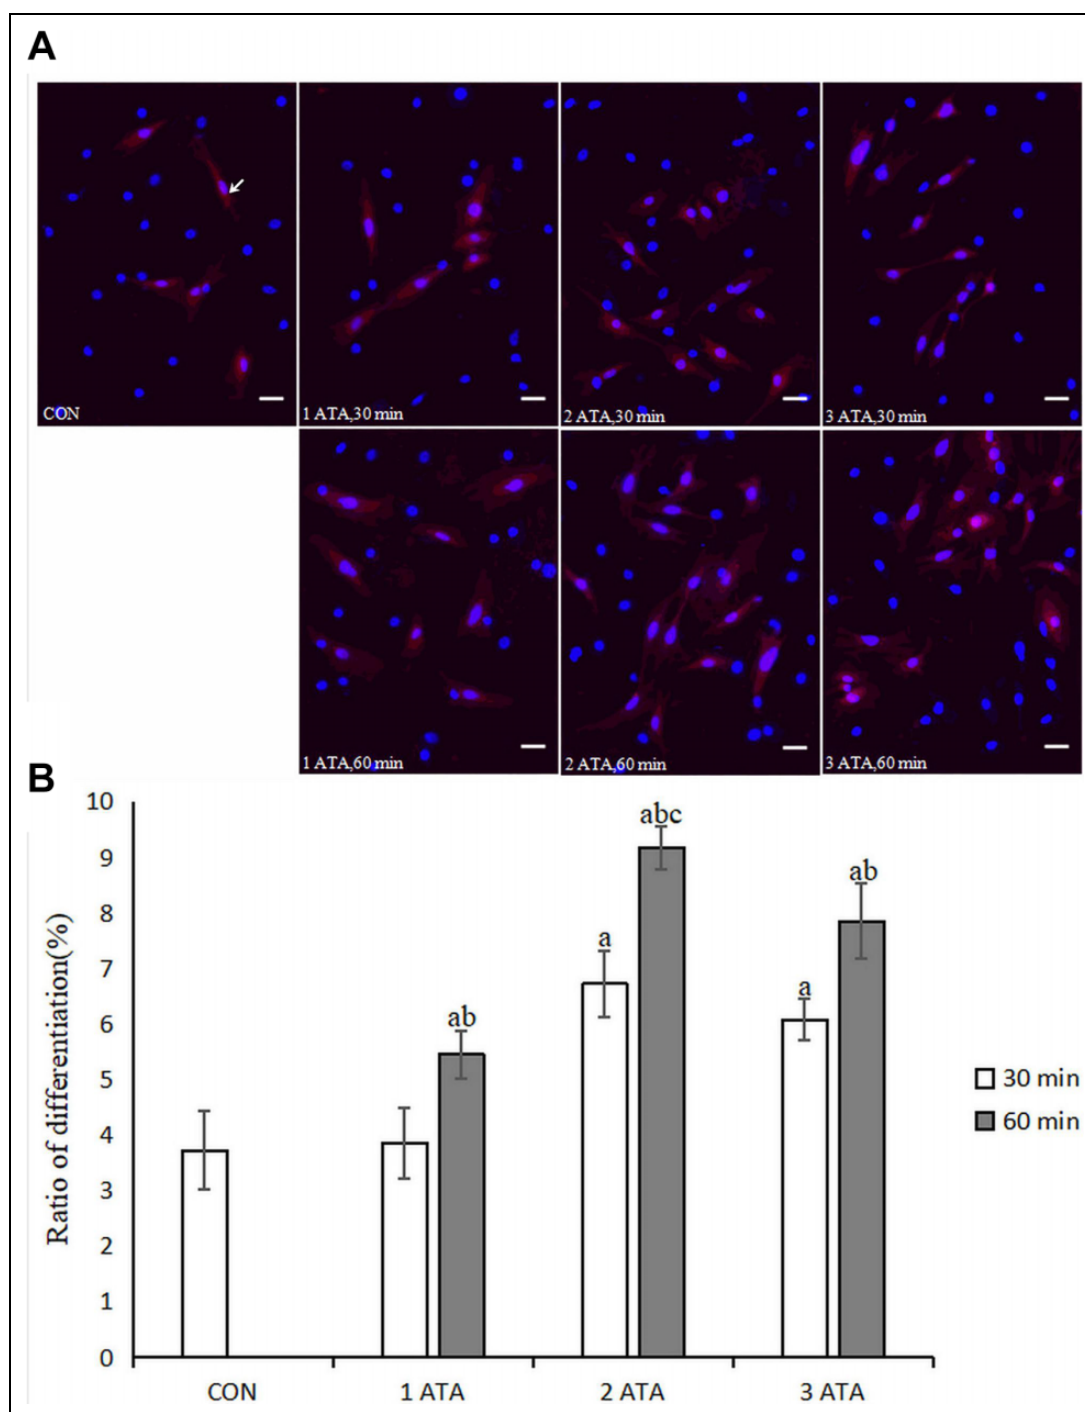 A
CON
1 ATA,30 min
2 ATA,30 min
3 ATA,30 min
1 ATA,60 min
2 ATA,60 min
3 ATA,60 min
B
Ratio of differentiation(%)
10
9
8
7
6
5
4
3
2
1
0
ab
a
abc
a
ab
30 min
60 min
CON
1 ATA
2 ATA
3 ATA